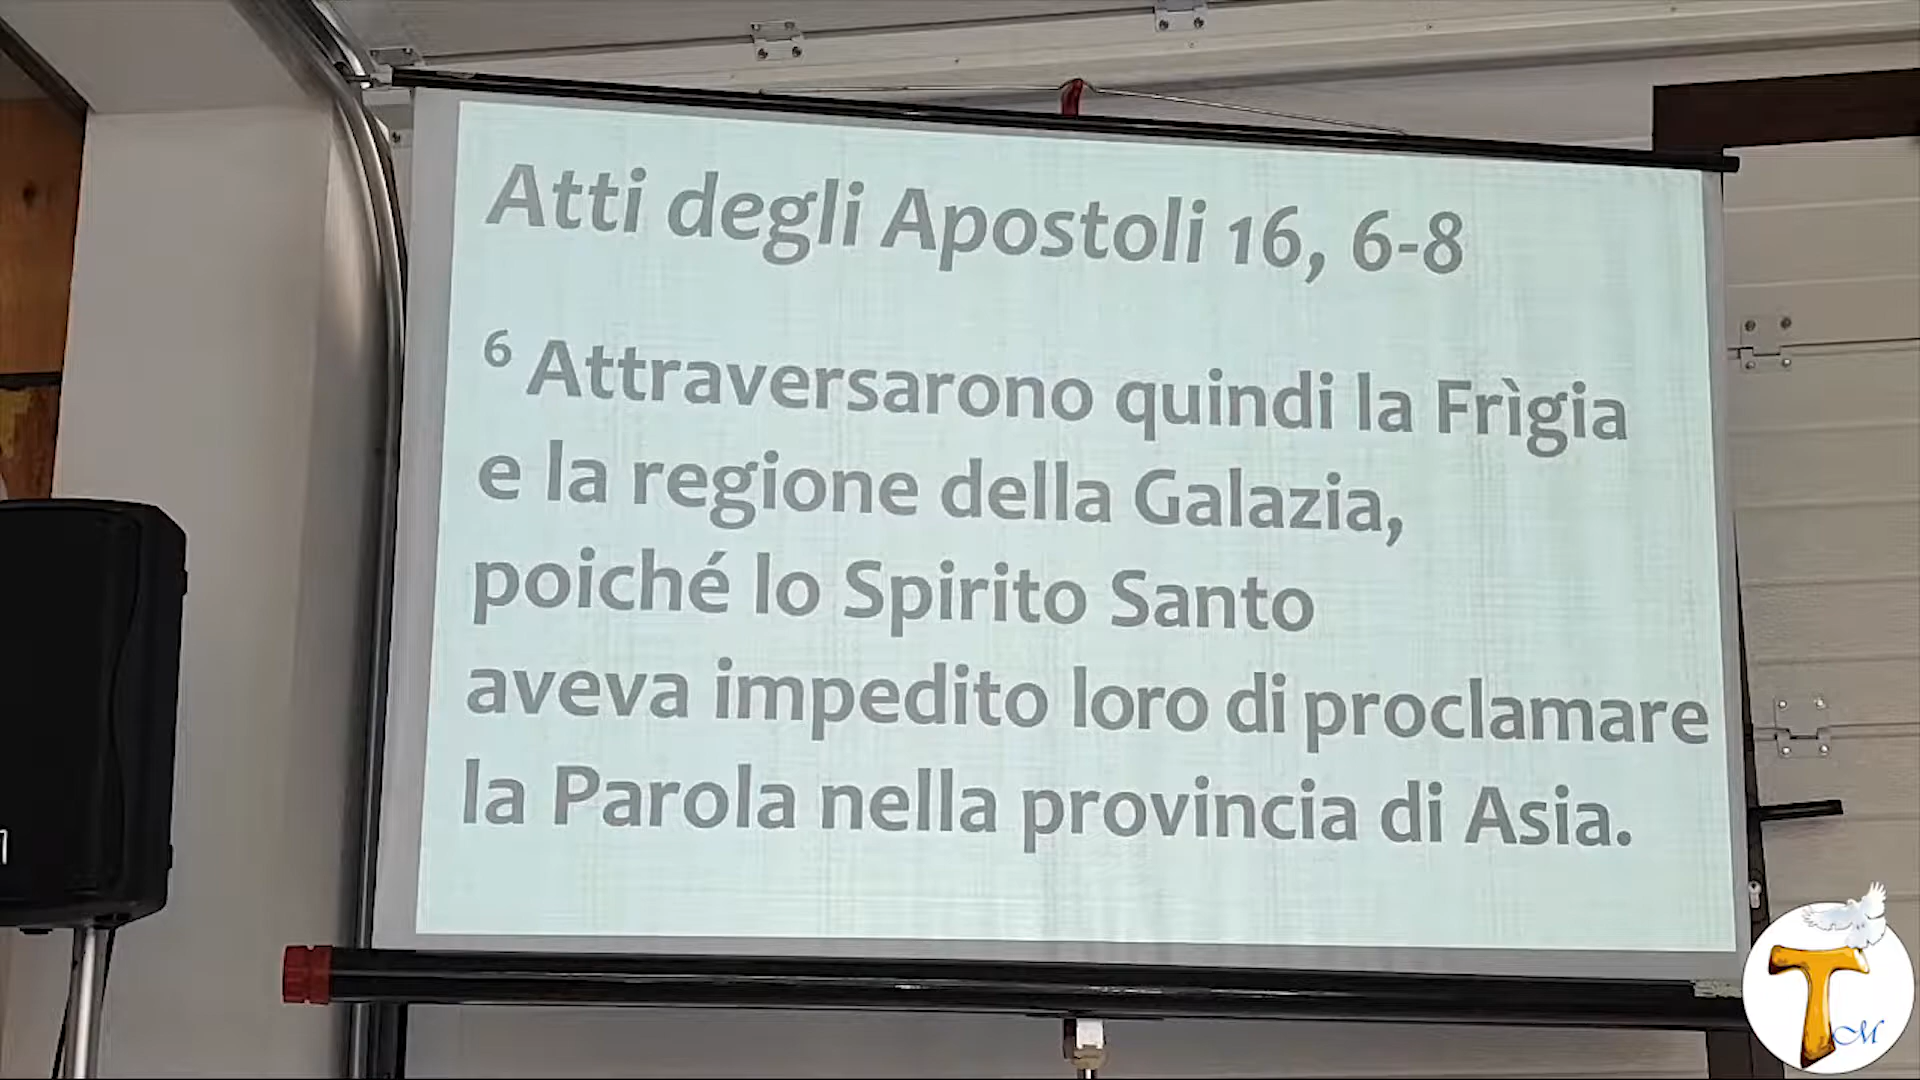 Atti degli Apostoli 16, 6-8
⁶ Attraversarono quindi la Frìgia
e la regione della Galazia,
poiché lo Spirito Santo
aveva impedito loro di proclamare
la Parola nella provincia di Asia.
T M